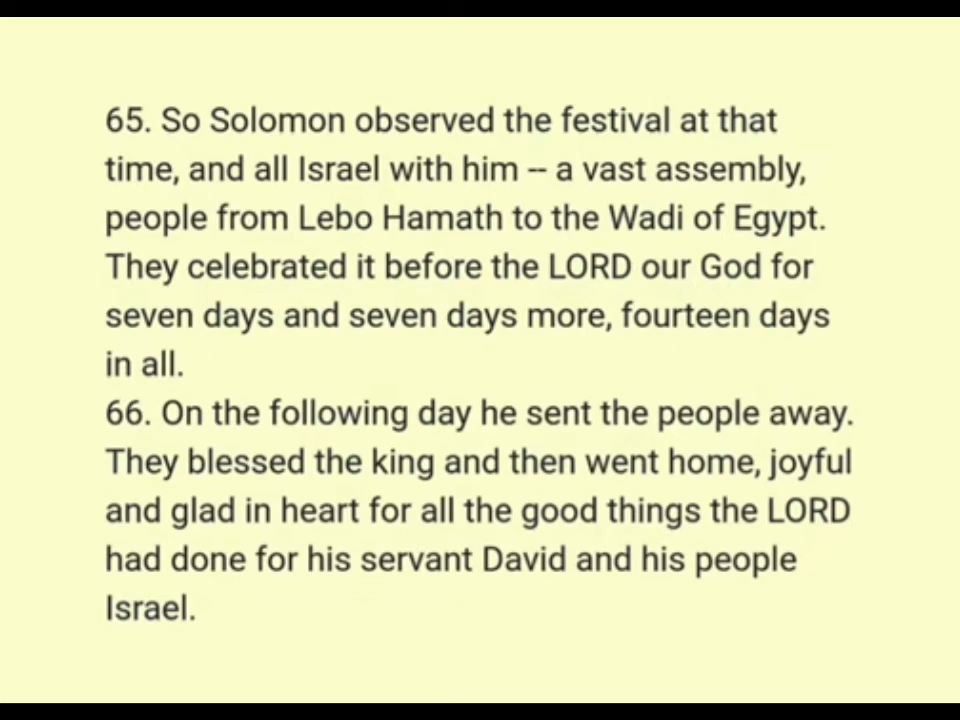 65. So Solomon observed the festival at that
time, and all Israel with him -- a vast assembly,
people from Lebo Hamath to the Wadi of Egypt.
They celebrated it before the LORD our God for
seven days and seven days more, fourteen days
in all.
66. On the following day he sent the people away.
They blessed the king and then went home, joyful
and glad in heart for all the good things the LORD
had done for his servant David and his people
Israel.